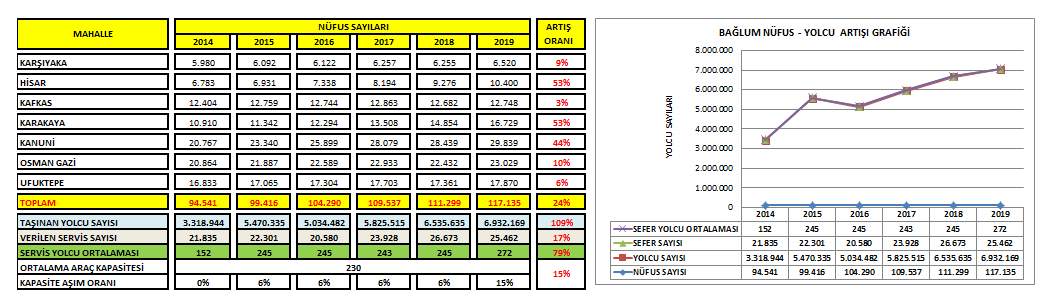 MAHALLE NÜFUS SAYILARI ARTIŞ ORANI
2014 2015 2016 2017 2018 2019
KARŞIYAKA 5.980 6.092 6.122 6.257 6.255 6.520 9%
HİSAR 6.783 6.931 7.338 8.194 9.276 10.400 53%
KAFKAS 12.404 12.759 12.744 12.863 12.682 12.748 3%
KARAKAYA 10.910 11.342 12.294 13.508 14.854 16.729 53%
KANUNİ 20.767 23.340 25.899 28.079 28.439 29.839 44%
OSMAN GAZİ 20.864 21.887 22.589 22.933 22.432 23.029 10%
UFUKTEPE 16.833 17.065 17.304 17.703 17.361 17.870 6%
TOPLAM 94.541 99.416 104.290 109.537 111.299 117.135 24%
TAŞINAN YOLCU SAYISI 3.318.944 5.470.335 5.034.482 5.825.515 6.535.635 6.932.169 109%
VERİLEN SERVİS SAYISI 21.835 22.301 20.580 23.928 26.673 25.462 17%
SERVİS YOLCU ORTALAMASI 152 245 245 243 245 272 79%
ORTALAMA ARAÇ KAPASİTESİ 230 15%
KAPASİTE AŞIM ORANI 0% 6% 6% 6% 6% 15%
BAĞLUM NÜFUS - YOLCU ARTIŞI GRAFİĞİ
YOLCU SAYILARI
8.000.000
7.000.000
6.000.000
5.000.000
4.000.000
3.000.000
2.000.000
1.000.000
0
2014 2015 2016 2017 2018 2019
SEFER YOLCU ORTALAMASI 152 245 245 243 245 272
SEFER SAYISI 21.835 22.301 20.580 23.928 26.673 25.462
YOLCU SAYISI 3.318.944 5.470.335 5.034.482 5.825.515 6.535.635 6.932.169
NÜFUS SAYISI 94.541 99.416 104.290 109.537 111.299 117.135